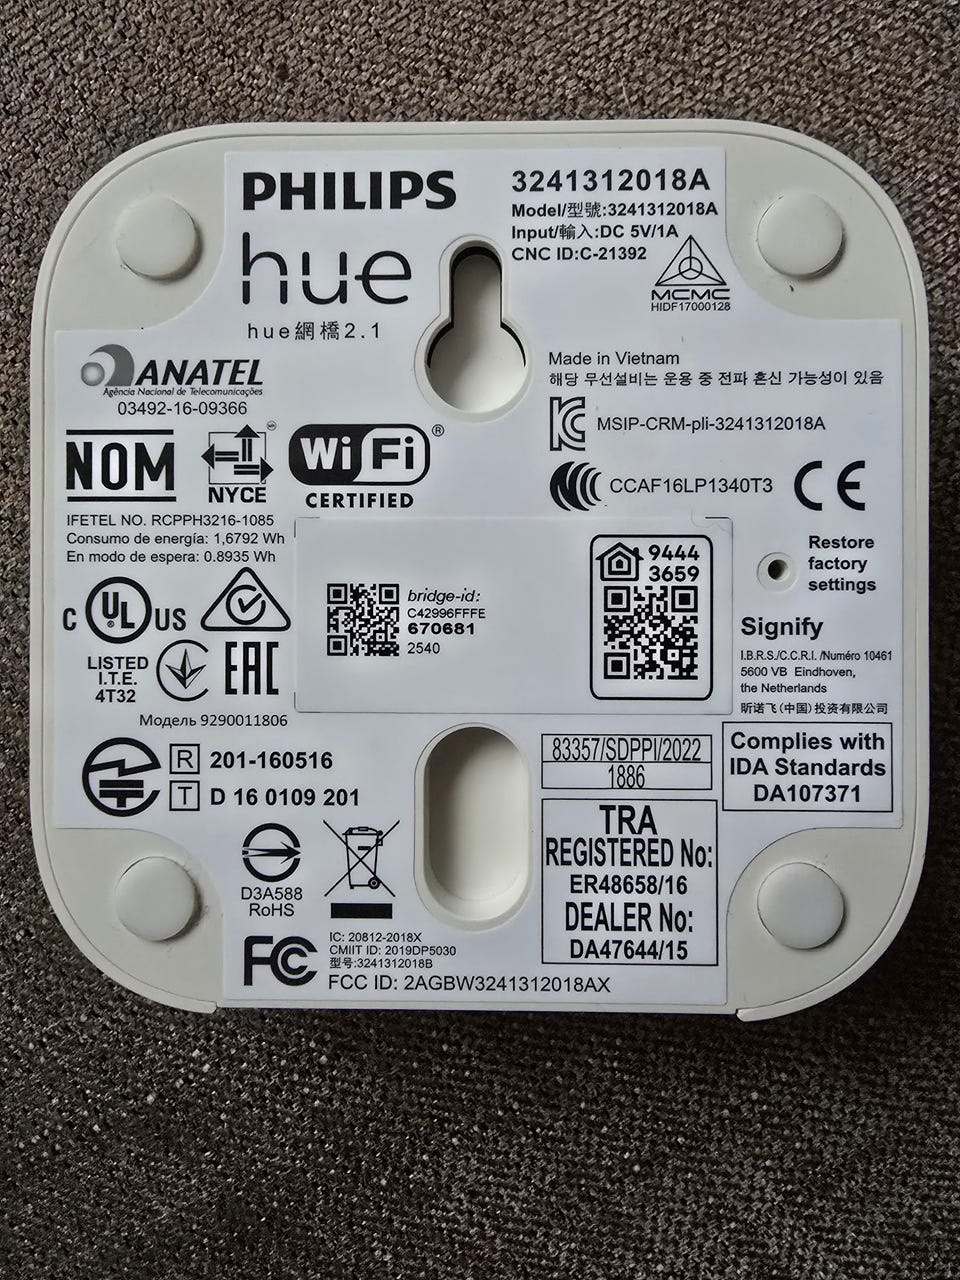 PHILIPS
hue
hue網橋2.1
3241312018A
Model/型號:3241312018A
Input/輸入:DC 5V/1A
CNC ID:C-21392
MCMC
HIDF17000128
ANATEL
Agência Nacional de Telecomunicações
03492-16-09366
Made in Vietnam
해당 무선설비는 운용 중 전파 혼신 가능성이 있음
MSIP-CRM-pli-3241312018A
NOM
NYCE
WiFi®
CERTIFIED
CCAF16LP1340T3
CE
IFETEL NO. RCPPH3216-1085
Consumo de energía: 1,6792 Wh
En modo de espera: 0.8935 Wh
C UL US
LISTED
I.T.E.
4T32
EAC
Модель 9290011806
bridge-id:
C42996FFFE
670681
2540
9444
3659
Restore
factory
settings
Signify
I.B.R.S./C.C.R.I. /Numéro 10461
5600 VB Eindhoven,
the Netherlands
昕诺飞(中国)投资有限公司
R 201-160516
T D 16 0109 201
83357/SDPPI/2022
1886
Complies with
IDA Standards
DA107371
TRA
REGISTERED No:
ER48658/16
DEALER No:
DA47644/15
D3A588
RoHS
FC
IC: 20812-2018X
CMIIT ID: 2019DP5030
型号:3241312018B
FCC ID: 2AGBW3241312018AX